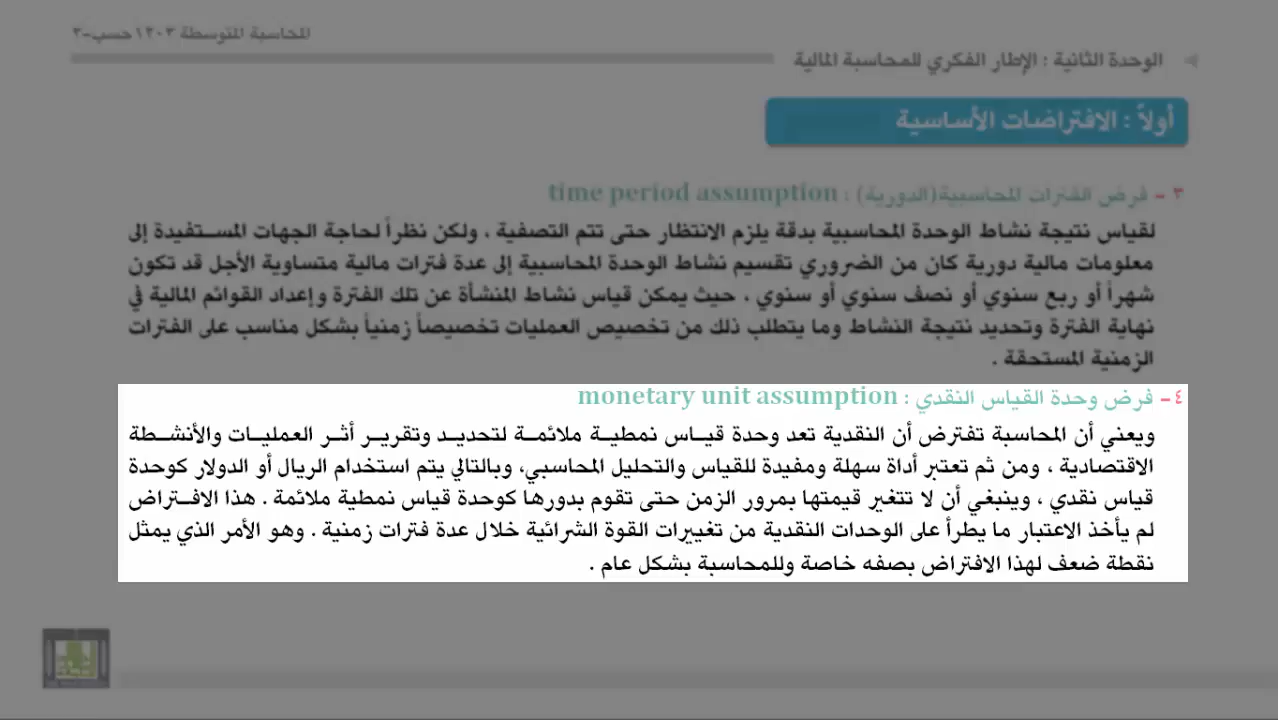 المحاسبة المتوسطة ١٢٠٣ حسب-٣
الوحدة الثانية : الإطار الفكري للمحاسبة المالية
أولاً : الافتراضات الأساسية
٣ - فرض الفترات المحاسبية(الدورية) : time period assumption
لقياس نتيجة نشاط الوحدة المحاسبية بدقة يلزم الانتظار حتى تتم التصفية ، ولكن نظراً لحاجة الجهات المستفيدة إلى
معلومات مالية دورية كان من الضروري تقسيم نشاط الوحدة المحاسبية إلى عدة فترات مالية متساوية الأجل قد تكون
شهراً أو ربع سنوي أو نصف سنوي أو سنوي ، حيث يمكن قياس نشاط المنشأة عن تلك الفترة وإعداد القوائم المالية في
نهاية الفترة وتحديد نتيجة النشاط وما يتطلب ذلك من تخصيص العمليات تخصيصاً زمنياً بشكل مناسب على الفترات
الزمنية المستحقة .
٤- فرض وحدة القياس النقدي : monetary unit assumption
ويعني أن المحاسبة تفترض أن النقدية تعد وحدة قياس نمطية ملائمة لتحديد وتقرير أثر العمليات والأنشطة
الاقتصادية ، ومن ثم تعتبر أداة سهلة ومفيدة للقياس والتحليل المحاسبي، وبالتالي يتم استخدام الريال أو الدولار كوحدة
قياس نقدي ، وينبغي أن لا تتغير قيمتها بمرور الزمن حتى تقوم بدورها كوحدة قياس نمطية ملائمة . هذا الافتراض
لم يأخذ الاعتبار ما يطرأ على الوحدات النقدية من تغييرات القوة الشرائية خلال عدة فترات زمنية . وهو الأمر الذي يمثل
نقطة ضعف لهذا الافتراض بصفه خاصة وللمحاسبة بشكل عام .